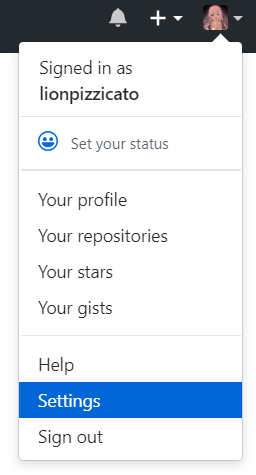 Signed in as
lionpizzicato
Set your status
Your profile
Your repositories
Your stars
Your gists
Help
Settings
Sign out